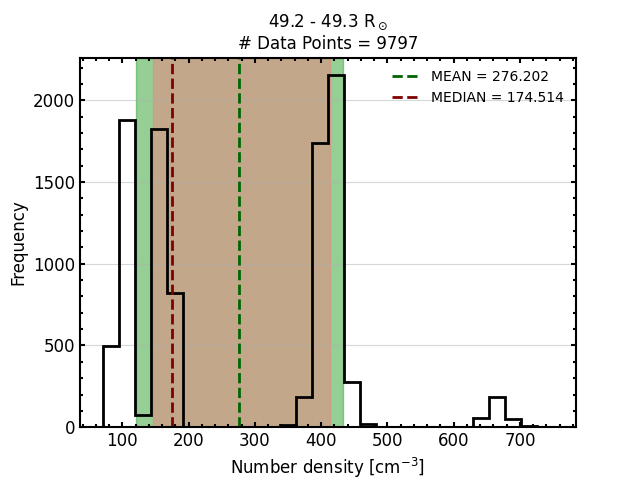 49.2 - 49.3 R⊙
# Data Points = 9797
MEAN = 276.202
MEDIAN = 174.514
Frequency
2000
1500
1000
500
0
100 200 300 400 500 600 700
Number density [cm⁻³]